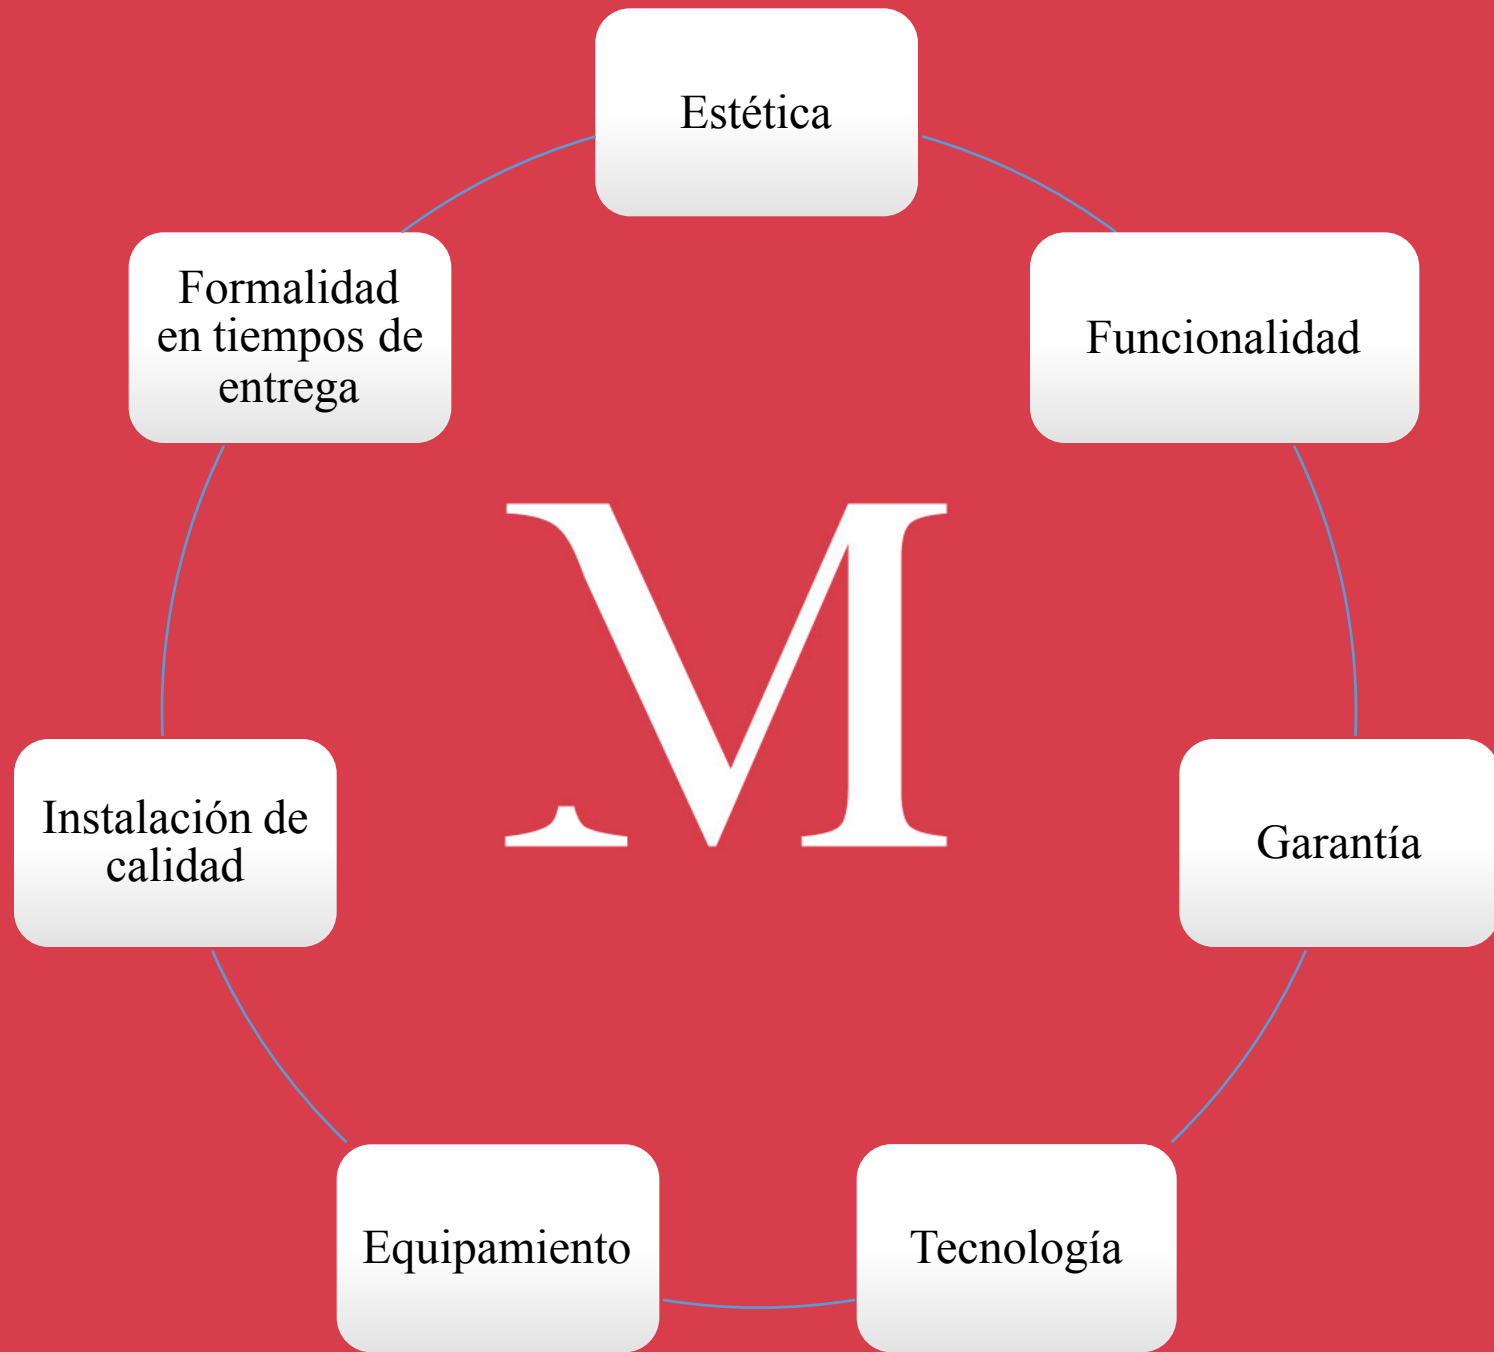 Estética
Funcionalidad
Garantía
Tecnología
Equipamiento
Instalación de
calidad
Formalidad
en tiempos de
entrega
M